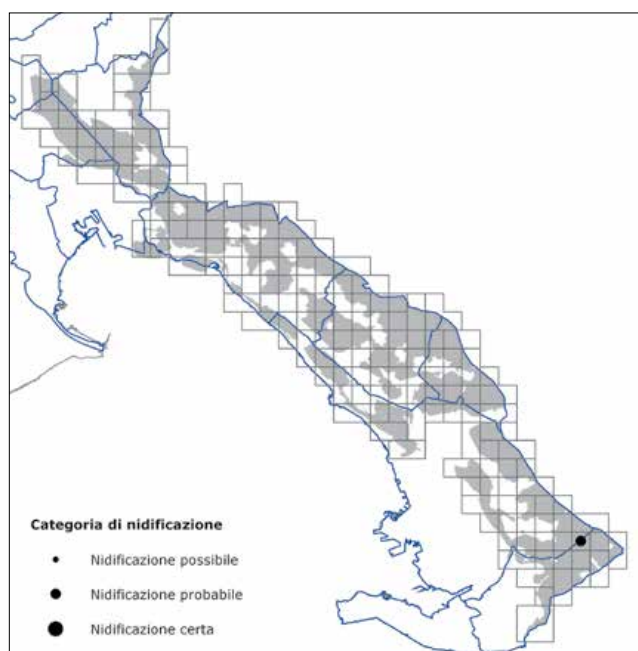 Categoria di nidificazione
Nidificazione possibile
Nidificazione probabile
Nidificazione certa